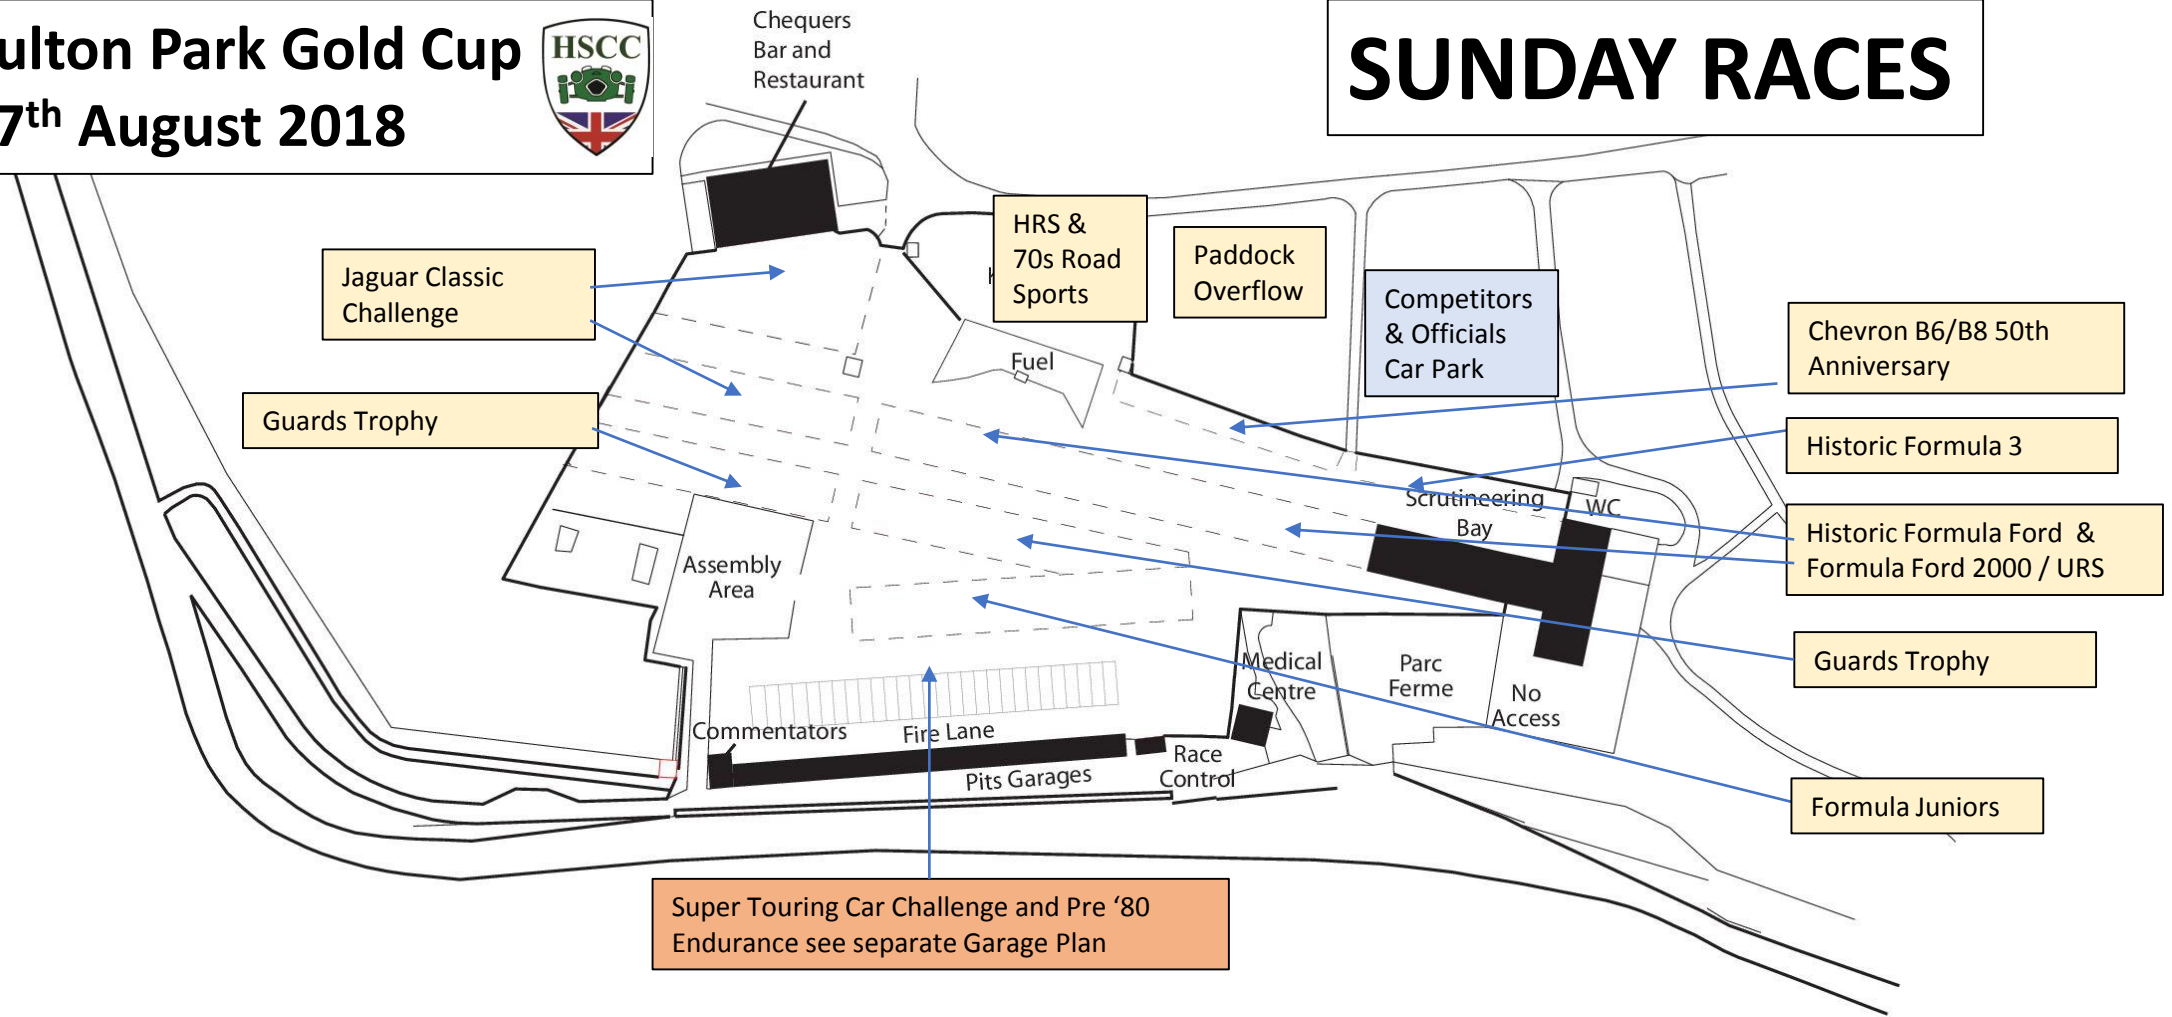 ulton Park Gold Cup
7th August 2018
HSCC
Chequers
Bar and
Restaurant
SUNDAY RACES
HRS &
70s Road
Sports
Paddock
Overflow
Competitors
& Officials
Car Park
Jaguar Classic
Challenge
Guards Trophy
Fuel
Chevron B6/B8 50th
Anniversary
Historic Formula 3
Scrutineering
Bay
WC
Historic Formula Ford &
Formula Ford 2000 / URS
Assembly
Area
Guards Trophy
Medical
Centre
Parc
Ferme
No
Access
Commentators
Fire Lane
Pits Garages
Race
Control
Formula Juniors
Super Touring Car Challenge and Pre ‘80
Endurance see separate Garage Plan